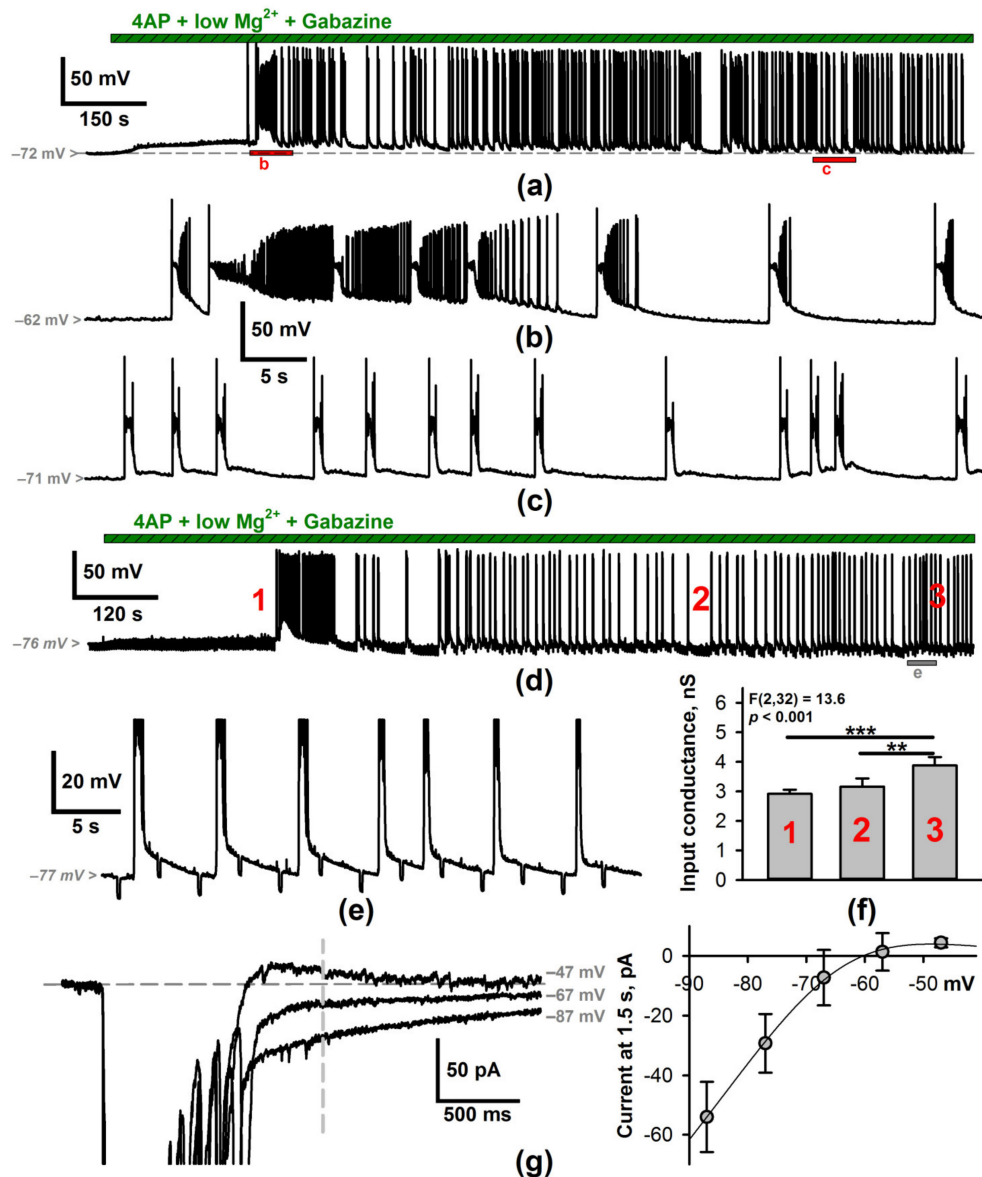 4AP + low Mg2+ + Gabazine
50 mV
150 s
–72 mV >
b
c
(a)
–62 mV >
50 mV
5 s
(b)
–71 mV >
(c)
4AP + low Mg2+ + Gabazine
50 mV
120 s
1
2
3
–76 mV >
e
(d)
20 mV
5 s
–77 mV >
(e)
Input conductance, nS
6
5
4
3
2
1
0
F(2,32) = 13.6
p < 0.001
***
**
1
2
3
(f)
–47 mV
–67 mV
–87 mV
50 pA
500 ms
(g)
Current at 1.5 s, pA
0
-20
-40
-60
-90
-80
-70
-60
-50
mV